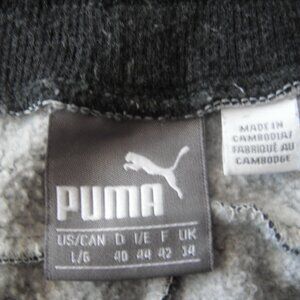 PUMA
US/CAN D I/E F UK
L/G 40 44 42 14
MADE IN
CAMBODIA/
FABRIQUÉ AU
CAMBODGE